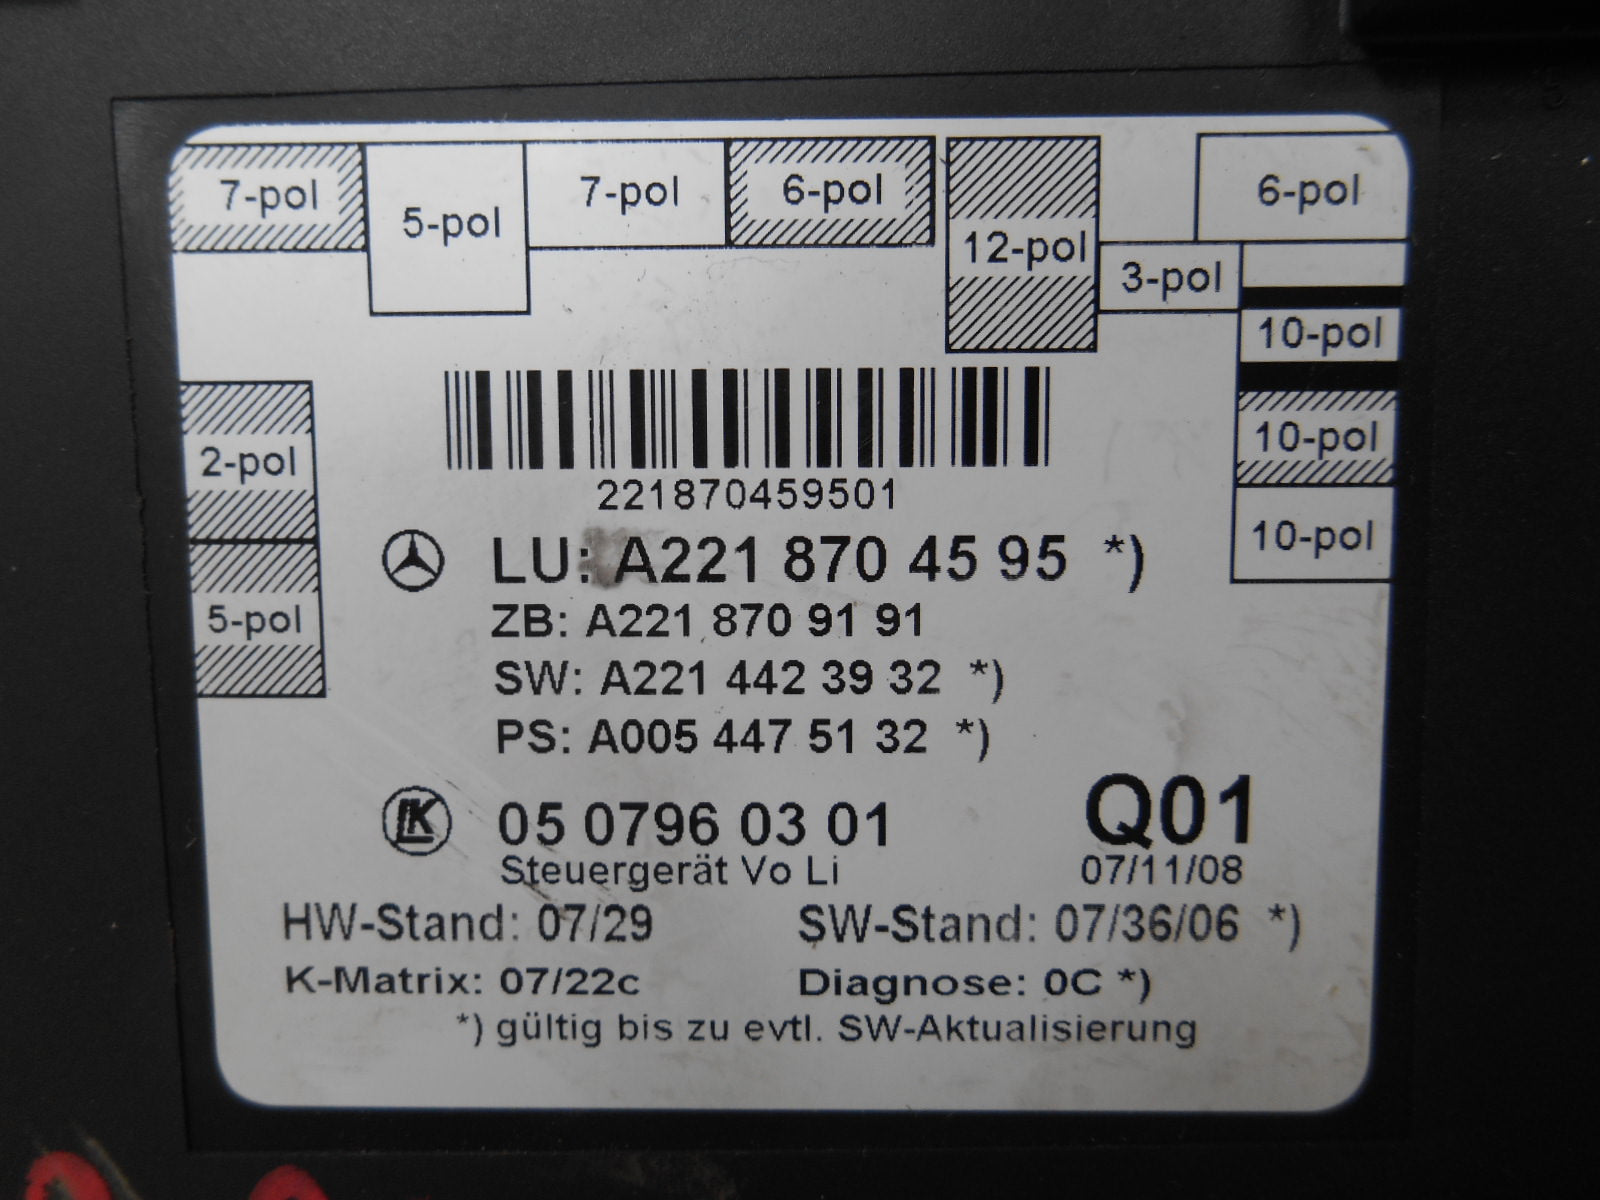 7-pol
5-pol
7-pol
6-pol
12-pol
3-pol
6-pol
10-pol
10-pol
10-pol
2-pol
5-pol
221870459501
LU: A221 870 45 95 *)
ZB: A221 870 91 91
SW: A221 442 39 32 *)
PS: A005 447 51 32 *)
LK 05 0796 03 01 Q01
Steuergerät Vo Li 07/11/08
HW-Stand: 07/29 SW-Stand: 07/36/06 *)
K-Matrix: 07/22c Diagnose: 0C *)
*) gültig bis zu evtl. SW-Aktualisierung